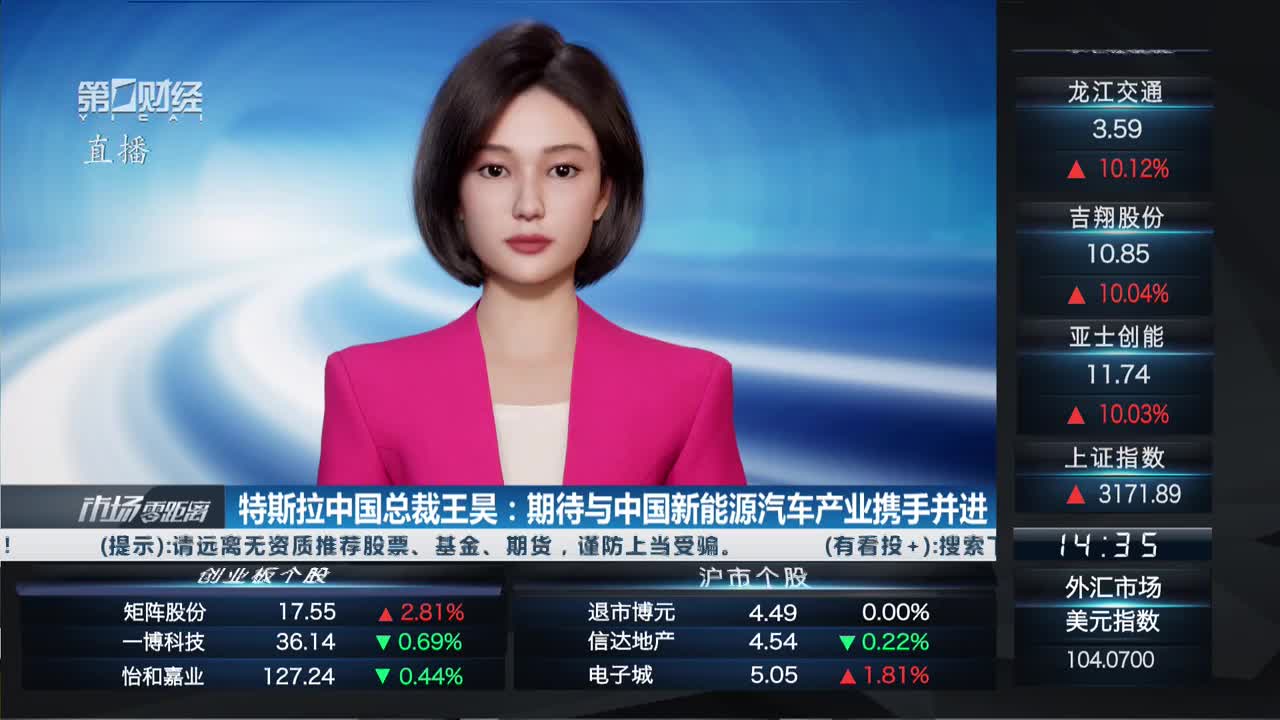 第一财经
YICAI
直播
市场零距离
特斯拉中国总裁王昊：期待与中国新能源汽车产业携手并进
！ (提示):请远离无资质推荐股票、基金、期货，谨防上当受骗。 (有看投+):搜索
创业板个股
矩阵股份 17.55 ▲2.81%
一博科技 36.14 ▼0.69%
怡和嘉业 127.24 ▼0.44%
沪市个股
退市博元 4.49 0.00%
信达地产 4.54 ▼0.22%
电子城 5.05 ▲1.81%
龙江交通
3.59
▲ 10.12%
吉翔股份
10.85
▲ 10.04%
亚士创能
11.74
▲ 10.03%
上证指数
▲ 3171.89
14:35
外汇市场
美元指数
104.0700